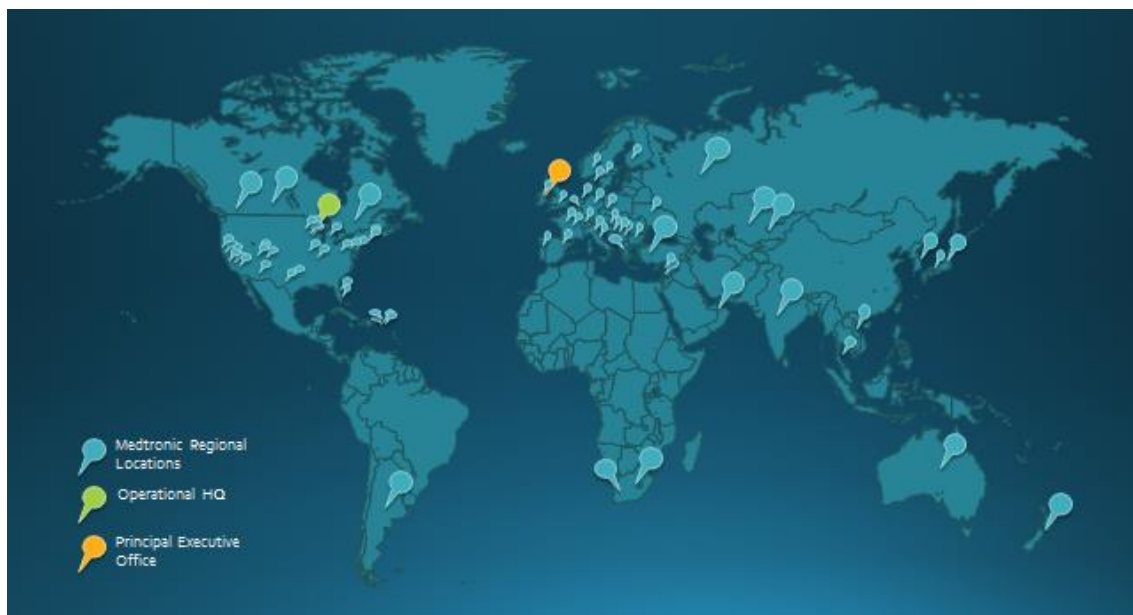 Medtronic Regional
Locations
Operational HQ
Principal Executive
Office